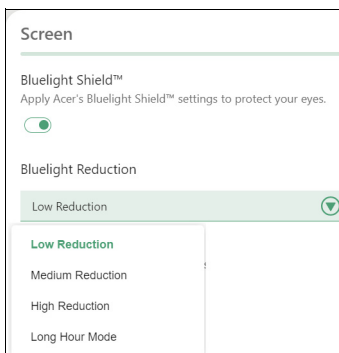 Screen
Bluelight Shield™
Apply Acer's Bluelight Shield™ settings to protect your eyes.
Bluelight Reduction
Low Reduction
Low Reduction
Medium Reduction
High Reduction
Long Hour Mode